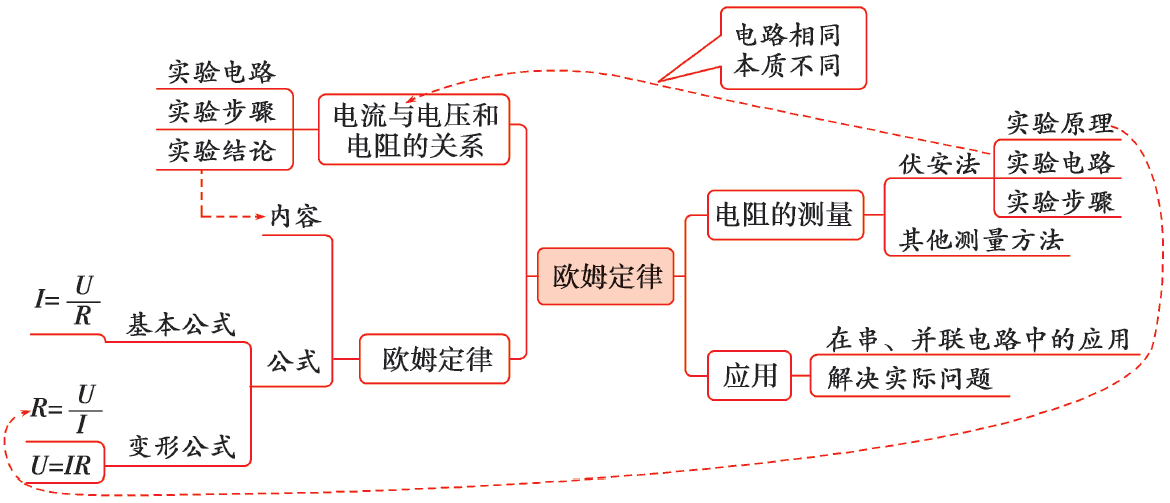 电路相同
本质不同
实验电路
实验步骤
实验结论
电流与电压和
电阻的关系
内容
I=U/R
基本公式
公式
欧姆定律
R=U/I
变形公式
U=IR
欧姆定律
电阻的测量
伏安法
实验原理
实验电路
实验步骤
其他测量方法
应用
在串、并联电路中的应用
解决实际问题